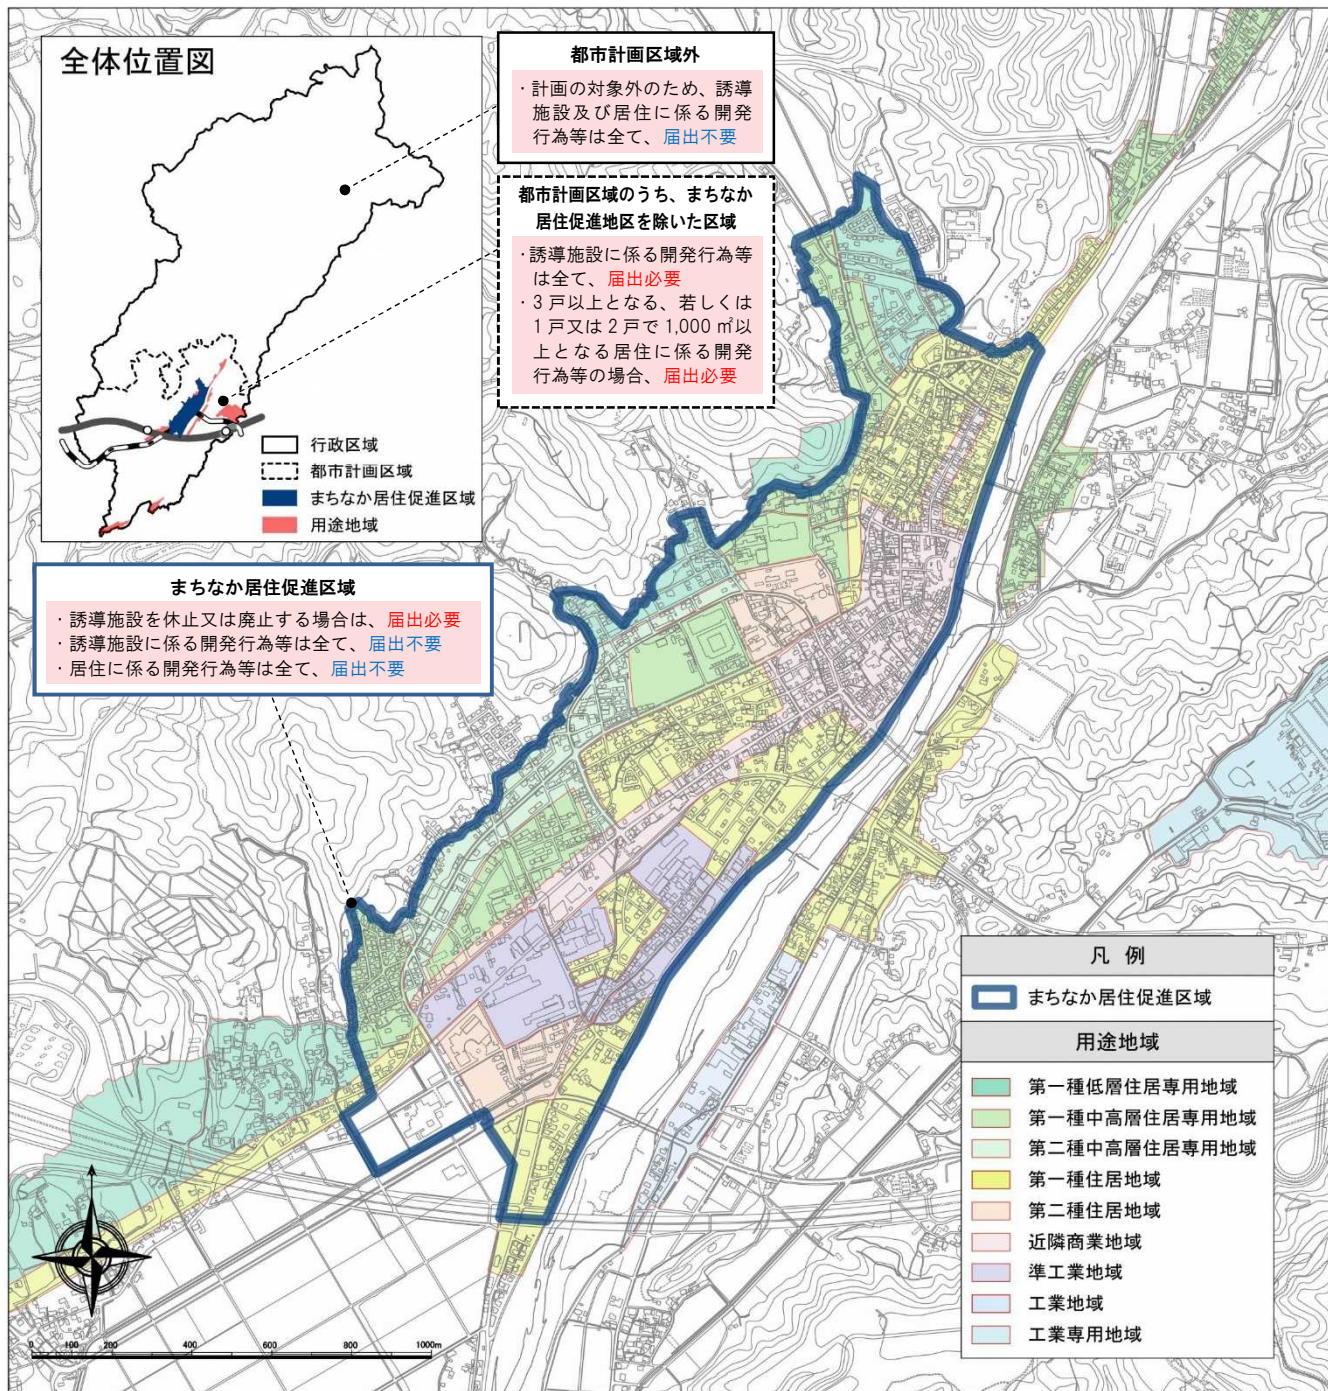 全体位置図
行政区域
都市計画区域
まちなか居住促進区域
用途地域
都市計画区域外
・計画の対象外のため、誘導
施設及び居住に係る開発
行為等は全て、届出不要
都市計画区域のうち、まちなか
居住促進地区を除いた区域
・誘導施設に係る開発行為等
は全て、届出必要
・３戸以上となる、若しくは
１戸又は２戸で1,000㎡以
上となる居住に係る開発
行為等の場合、届出必要
まちなか居住促進区域
・誘導施設を休止又は廃止する場合は、届出必要
・誘導施設に係る開発行為等は全て、届出不要
・居住に係る開発行為等は全て、届出不要
凡 例
まちなか居住促進区域
用途地域
第一種低層住居専用地域
第一種中高層住居専用地域
第二種中高層住居専用地域
第一種住居地域
第二種住居地域
近隣商業地域
準工業地域
工業地域
工業専用地域
0 100 200 400 600 800 1000m